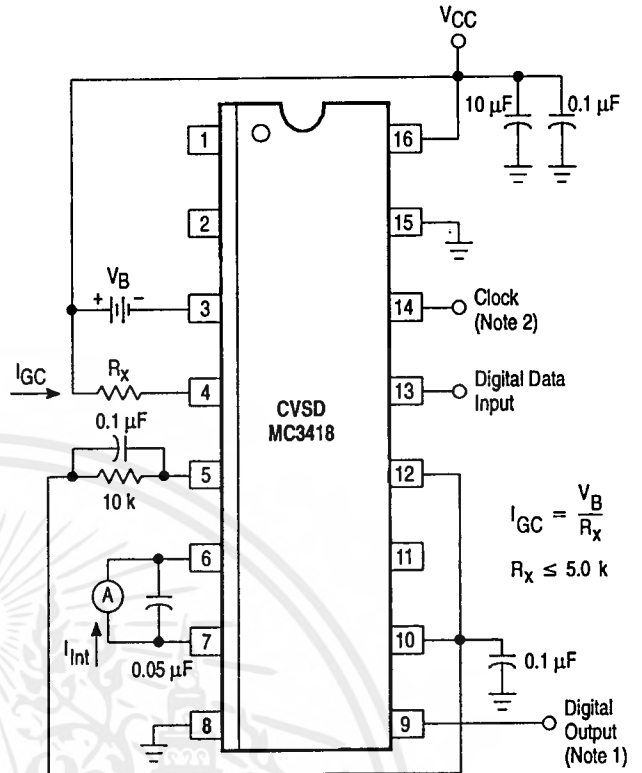 VCC
10 µF
0.1 µF
1
16
2
15
VB
+
−
3
14
Clock
(Note 2)
IGC
Rx
4
13
Digital Data
Input
CVSD
MC3418
0.1 µF
5
12
10 k
IGC = VB / Rx
Rx ≤ 5.0 k
6
11
A
IInt
7
10
0.05 µF
0.1 µF
8
9
Digital
Output
(Note 1)